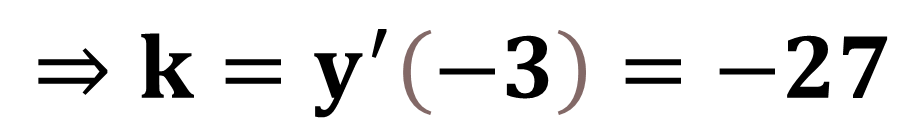 ⇒ k = y′(−3) = −27